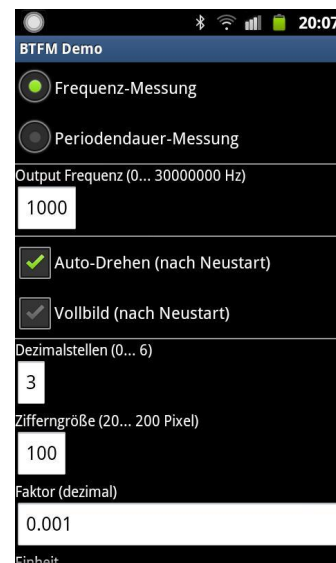 20:07
BTFM Demo
Frequenz-Messung
Periodendauer-Messung
Output Frequenz (0... 30000000 Hz)
1000
Auto-Drehen (nach Neustart)
Vollbild (nach Neustart)
Dezimalstellen (0... 6)
3
Zifferngröße (20... 200 Pixel)
100
Faktor (dezimal)
0.001
Einheit